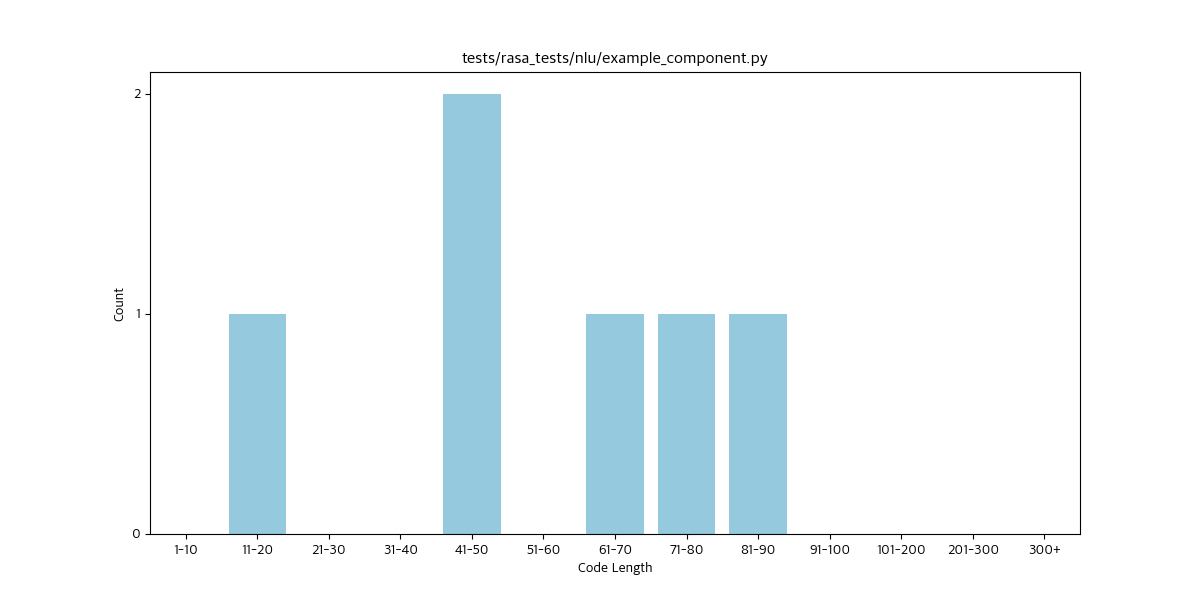 tests/rasa_tests/nlu/example_component.py
Count
2
1
0
1-10 11-20 21-30 31-40 41-50 51-60 61-70 71-80 81-90 91-100 101-200 201-300 300+
Code Length